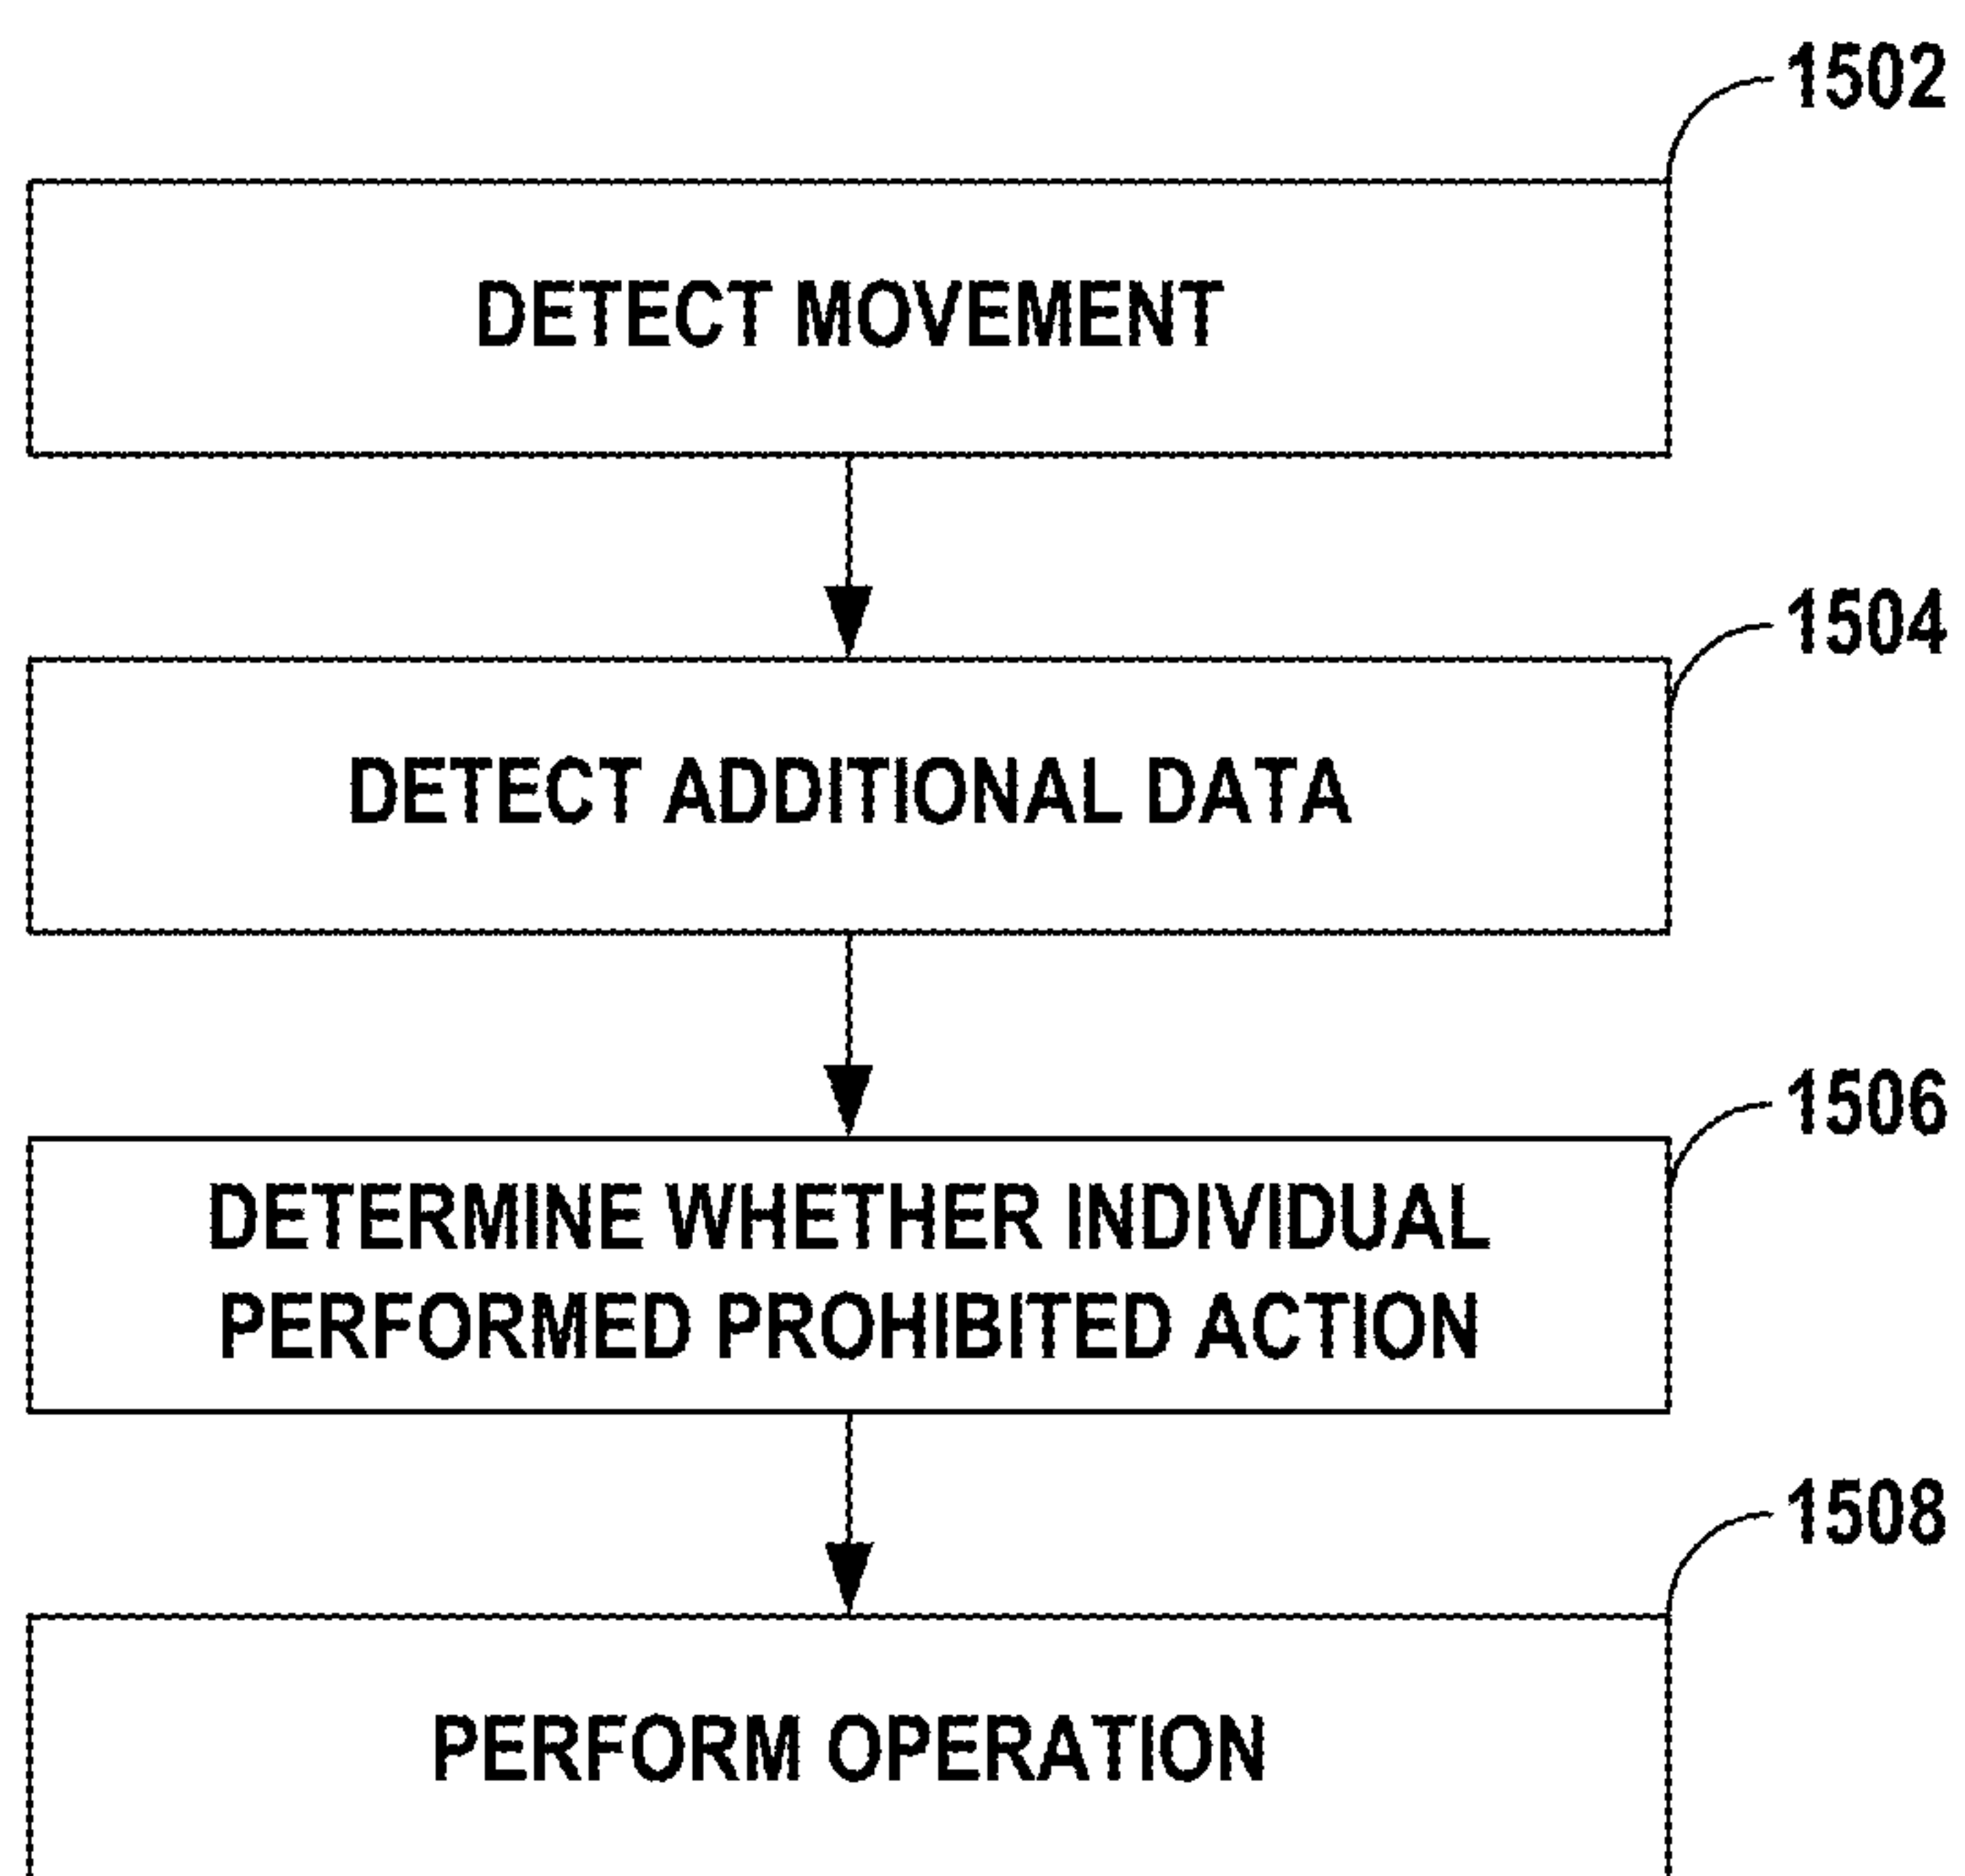 1502
DETECT MOVEMENT
1504
DETECT ADDITIONAL DATA
1506
DETERMINE WHETHER INDIVIDUAL
PERFORMED PROHIBITED ACTION
1508
PERFORM OPERATION